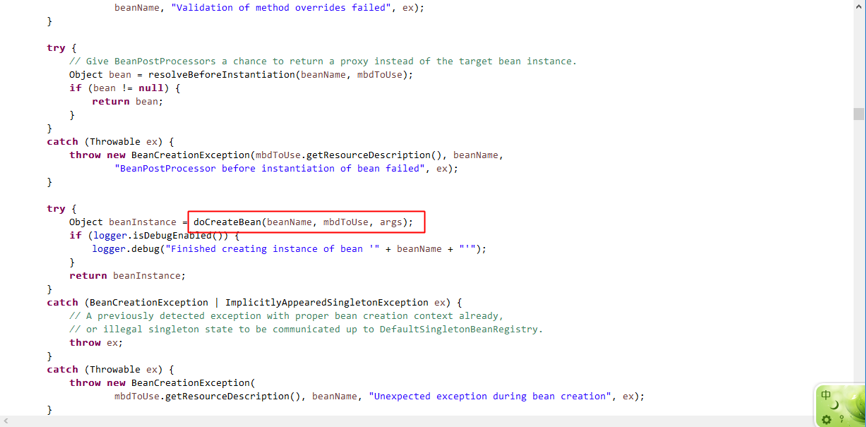 beanName, "Validation of method overrides failed", ex);
}
try {
// Give BeanPostProcessors a chance to return a proxy instead of the target bean instance.
Object bean = resolveBeforeInstantiation(beanName, mbdToUse);
if (bean != null) {
return bean;
}
}
catch (Throwable ex) {
throw new BeanCreationException(mbdToUse.getResourceDescription(), beanName,
"BeanPostProcessor before instantiation of bean failed", ex);
}
try {
Object beanInstance = doCreateBean(beanName, mbdToUse, args);
if (logger.isDebugEnabled()) {
logger.debug("Finished creating instance of bean '" + beanName + "'");
}
return beanInstance;
}
catch (BeanCreationException | ImplicitlyAppearedSingletonException ex) {
// A previously detected exception with proper bean creation context already,
// or illegal singleton state to be communicated up to DefaultSingletonBeanRegistry.
throw ex;
}
catch (Throwable ex) {
throw new BeanCreationException(
mbdToUse.getResourceDescription(), beanName, "Unexpected exception during bean creation", ex);
}
中